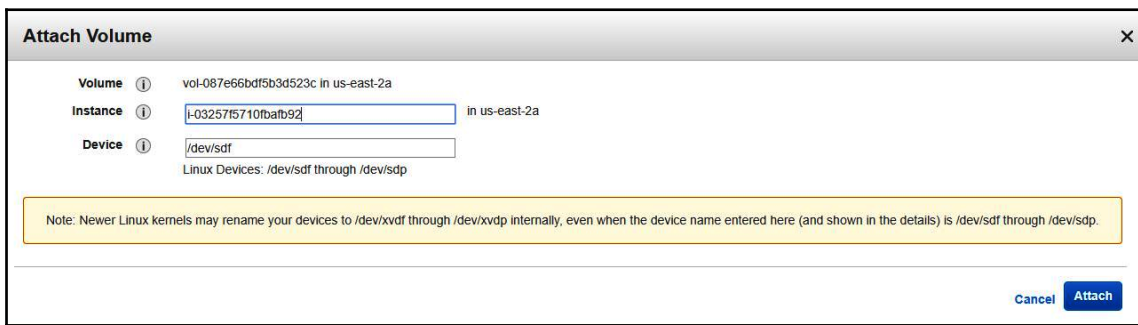 Attach Volume
Volume vol-087e66bdf5b3d523c in us-east-2a
Instance i-03257f5710fbafb92 in us-east-2a
Device /dev/sdf
Linux Devices: /dev/sdf through /dev/sdp
Note: Newer Linux kernels may rename your devices to /dev/xvdf through /dev/xvdp internally, even when the device name entered here (and shown in the details) is /dev/sdf through /dev/sdp.
Cancel Attach